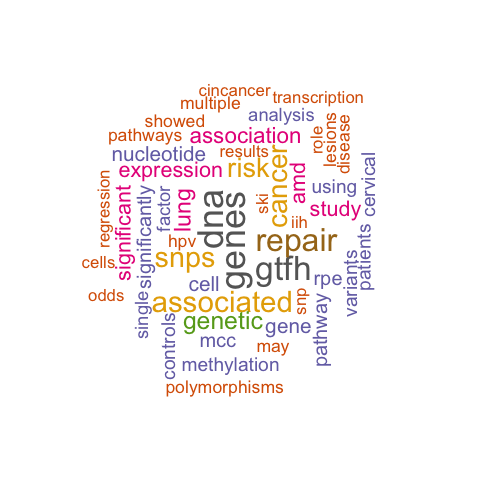 cincancer
multiple
transcription
showed
analysis
pathways
association
role
lesions
disease
nucleotide
results
expression
risk
cancer
amd
using
cervical
regression
significant
significantly
factor
lung
dna
genes
ski
iih
study
hpv
repair
patients
variants
cells
snps
cell
gtfh
rpe
odds
associated
snp
pathway
single
genetic
gene
controls
mcc
may
methylation
polymorphisms